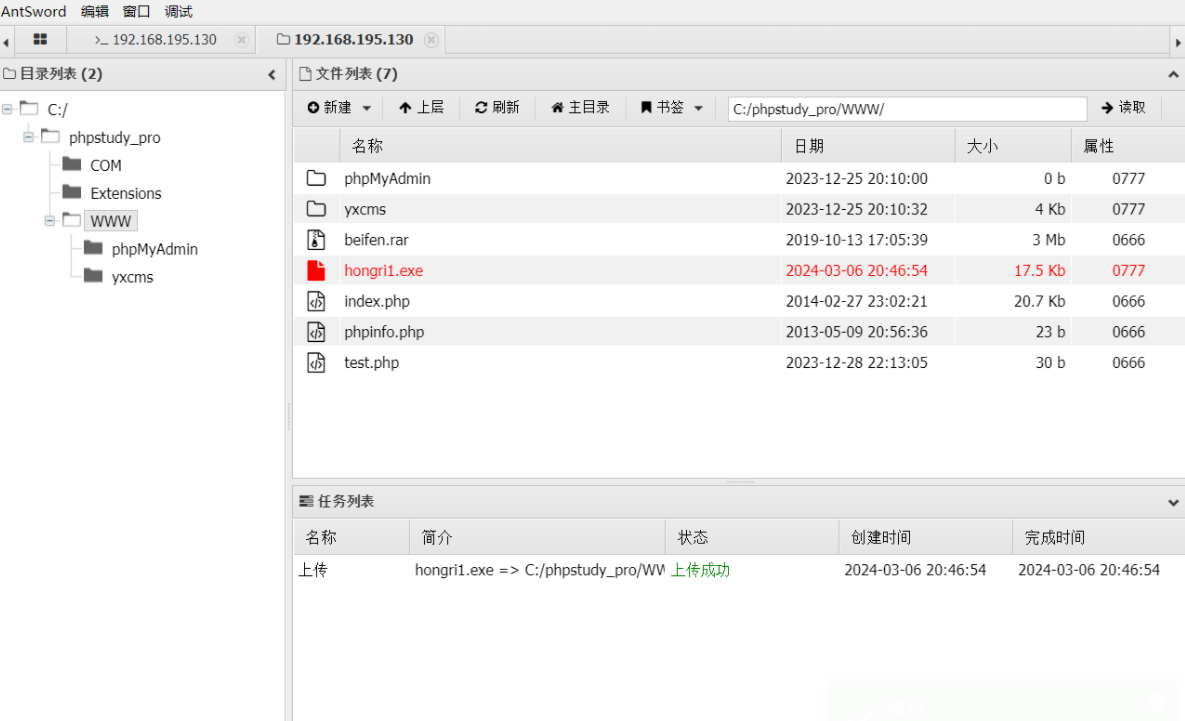 AntSword 编辑 窗口 调试
>_ 192.168.195.130 192.168.195.130
目录列表 (2)
C:/
phpstudy_pro
COM
Extensions
WWW
phpMyAdmin
yxcms
文件列表 (7)
新建 上层 刷新 主目录 书签 C:/phpstudy_pro/WWW/ 读取
名称 日期 大小 属性
phpMyAdmin 2023-12-25 20:10:00 0 b 0777
yxcms 2023-12-25 20:10:32 4 Kb 0777
beifen.rar 2019-10-13 17:05:39 3 Mb 0666
hongri1.exe 2024-03-06 20:46:54 17.5 Kb 0777
index.php 2014-02-27 23:02:21 20.7 Kb 0666
phpinfo.php 2013-05-09 20:56:36 23 b 0666
test.php 2023-12-28 22:13:05 30 b 0666
任务列表
名称 简介 状态 创建时间 完成时间
上传 hongri1.exe => C:/phpstudy_pro/WW 上传成功 2024-03-06 20:46:54 2024-03-06 20:46:54